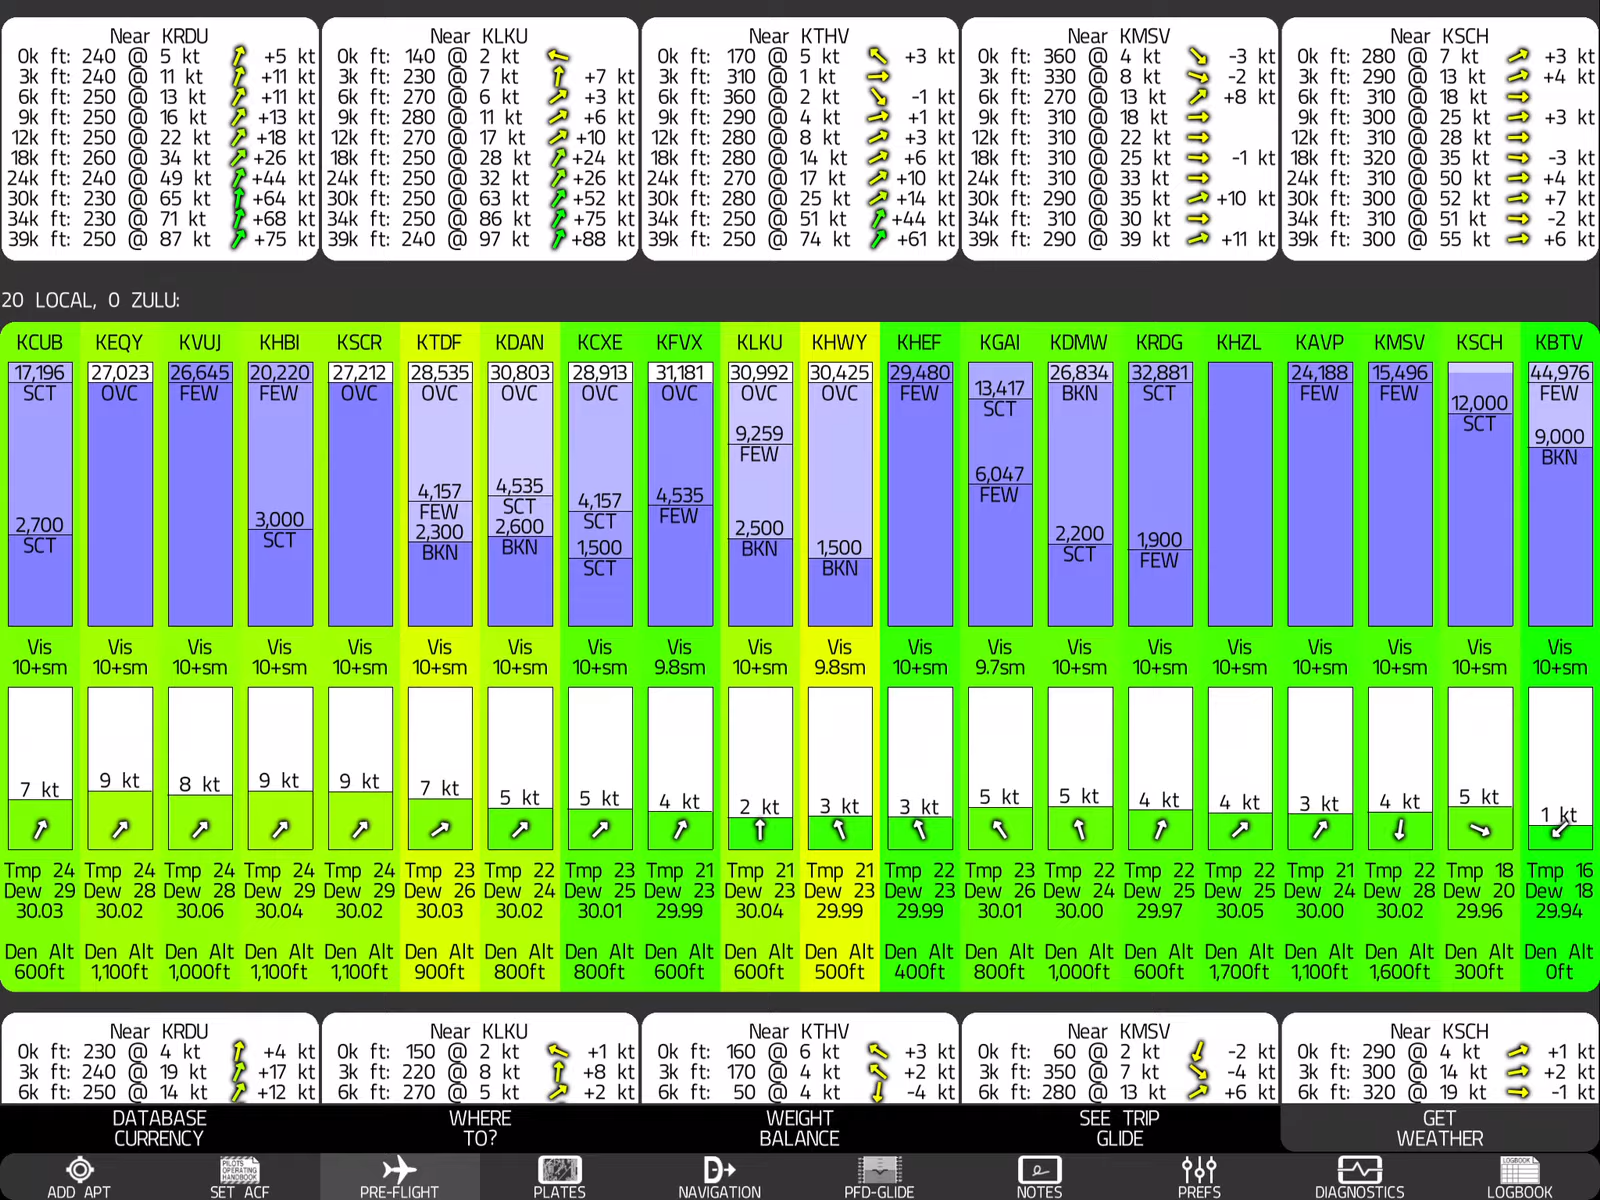 Near KRDU
0k ft: 240 @ 5 kt +5 kt
3k ft: 240 @ 11 kt +11 kt
6k ft: 250 @ 13 kt +11 kt
9k ft: 250 @ 16 kt +13 kt
12k ft: 250 @ 22 kt +18 kt
18k ft: 260 @ 34 kt +26 kt
24k ft: 240 @ 49 kt +44 kt
30k ft: 230 @ 65 kt +64 kt
34k ft: 230 @ 71 kt +68 kt
39k ft: 250 @ 87 kt +75 kt
Near KLKU
0k ft: 140 @ 2 kt
3k ft: 230 @ 7 kt +7 kt
6k ft: 270 @ 6 kt +3 kt
9k ft: 280 @ 11 kt +6 kt
12k ft: 270 @ 17 kt +10 kt
18k ft: 250 @ 28 kt +24 kt
24k ft: 250 @ 32 kt +26 kt
30k ft: 250 @ 63 kt +52 kt
34k ft: 250 @ 86 kt +75 kt
39k ft: 240 @ 97 kt +88 kt
Near KTHV
0k ft: 170 @ 5 kt +3 kt
3k ft: 310 @ 1 kt
6k ft: 360 @ 2 kt -1 kt
9k ft: 290 @ 4 kt +1 kt
12k ft: 280 @ 8 kt +3 kt
18k ft: 280 @ 14 kt +6 kt
24k ft: 270 @ 17 kt +10 kt
30k ft: 280 @ 25 kt +14 kt
34k ft: 250 @ 51 kt +44 kt
39k ft: 250 @ 74 kt +61 kt
Near KMSV
0k ft: 360 @ 4 kt -3 kt
3k ft: 330 @ 8 kt -2 kt
6k ft: 270 @ 13 kt +8 kt
9k ft: 310 @ 18 kt
12k ft: 310 @ 22 kt
18k ft: 310 @ 25 kt -1 kt
24k ft: 310 @ 33 kt
30k ft: 290 @ 35 kt +10 kt
34k ft: 310 @ 30 kt
39k ft: 290 @ 39 kt +11 kt
Near KSCH
0k ft: 280 @ 7 kt +3 kt
3k ft: 290 @ 13 kt +4 kt
6k ft: 310 @ 18 kt
9k ft: 300 @ 25 kt +3 kt
12k ft: 310 @ 28 kt
18k ft: 320 @ 35 kt -3 kt
24k ft: 310 @ 50 kt +4 kt
30k ft: 300 @ 52 kt +7 kt
34k ft: 310 @ 51 kt -2 kt
39k ft: 300 @ 55 kt +6 kt
20 LOCAL, 0 ZULU:
KCUB KEQY KVUJ KHBI KSCR KTDF KDAN KCXE KFVX KLKU KHWY KHEF KGAI KDMW KRDG KHZL KAVP KMSV KSCH KBTV
17,196 27,023 26,645 20,220 27,212 28,535 30,803 28,913 31,181 30,992 30,425 29,480 26,834 32,881 24,188 15,496 44,976
SCT OVC FEW FEW OVC OVC OVC OVC OVC OVC OVC FEW 13,417 BKN SCT FEW FEW FEW
SCT 12,000
SCT
9,259 9,000
FEW BKN
6,047
4,157 4,535 4,157 4,535 FEW
FEW SCT SCT FEW
2,700 3,000 2,300 2,600 2,500 2,200 1,900
SCT SCT BKN BKN 1,500 BKN 1,500 SCT FEW
SCT BKN
Vis Vis Vis Vis Vis Vis Vis Vis Vis Vis Vis Vis Vis Vis Vis Vis Vis Vis Vis Vis
10+sm 10+sm 10+sm 10+sm 10+sm 10+sm 10+sm 10+sm 9.8sm 10+sm 9.8sm 10+sm 9.7sm 10+sm 10+sm 10+sm 10+sm 10+sm 10+sm 10+sm
7 kt 9 kt 8 kt 9 kt 9 kt 7 kt 5 kt 5 kt 4 kt 2 kt 3 kt 3 kt 5 kt 5 kt 4 kt 4 kt 3 kt 4 kt 5 kt 1 kt
Tmp 24 Tmp 24 Tmp 24 Tmp 24 Tmp 24 Tmp 23 Tmp 22 Tmp 23 Tmp 21 Tmp 21 Tmp 21 Tmp 22 Tmp 23 Tmp 22 Tmp 22 Tmp 22 Tmp 21 Tmp 22 Tmp 18 Tmp 16
Dew 29 Dew 28 Dew 28 Dew 29 Dew 29 Dew 26 Dew 24 Dew 25 Dew 23 Dew 23 Dew 23 Dew 23 Dew 26 Dew 24 Dew 25 Dew 25 Dew 24 Dew 28 Dew 20 Dew 18
30.03 30.02 30.06 30.04 30.02 30.03 30.02 30.01 29.99 30.04 29.99 29.99 30.01 30.00 29.97 30.05 30.00 30.02 29.96 29.94
Den Alt Den Alt Den Alt Den Alt Den Alt Den Alt Den Alt Den Alt Den Alt Den Alt Den Alt Den Alt Den Alt Den Alt Den Alt Den Alt Den Alt Den Alt Den Alt Den Alt
600ft 1,100ft 1,000ft 1,100ft 1,100ft 900ft 800ft 800ft 600ft 600ft 500ft 400ft 800ft 1,000ft 600ft 1,700ft 1,100ft 1,600ft 300ft 0ft
Near KRDU
0k ft: 230 @ 4 kt +4 kt
3k ft: 240 @ 19 kt +17 kt
6k ft: 250 @ 14 kt +12 kt
Near KLKU
0k ft: 150 @ 2 kt +1 kt
3k ft: 220 @ 8 kt +8 kt
6k ft: 270 @ 5 kt +2 kt
Near KTHV
0k ft: 160 @ 6 kt +3 kt
3k ft: 170 @ 4 kt +2 kt
6k ft: 50 @ 4 kt -4 kt
Near KMSV
0k ft: 60 @ 2 kt -2 kt
3k ft: 350 @ 7 kt -4 kt
6k ft: 280 @ 13 kt +6 kt
Near KSCH
0k ft: 290 @ 4 kt +1 kt
3k ft: 300 @ 14 kt +2 kt
6k ft: 320 @ 19 kt -1 kt
DATABASE
CURRENCY
WHERE
TO?
WEIGHT
BALANCE
SEE TRIP
GLIDE
GET
WEATHER
PILOTS
OPERATING
HANDBOOK
LOGBOOK
ADD APT
SET ACF
PRE-FLIGHT
PLATES
NAVIGATION
PFD-GLIDE
NOTES
PREFS
DIAGNOSTICS
LOGBOOK